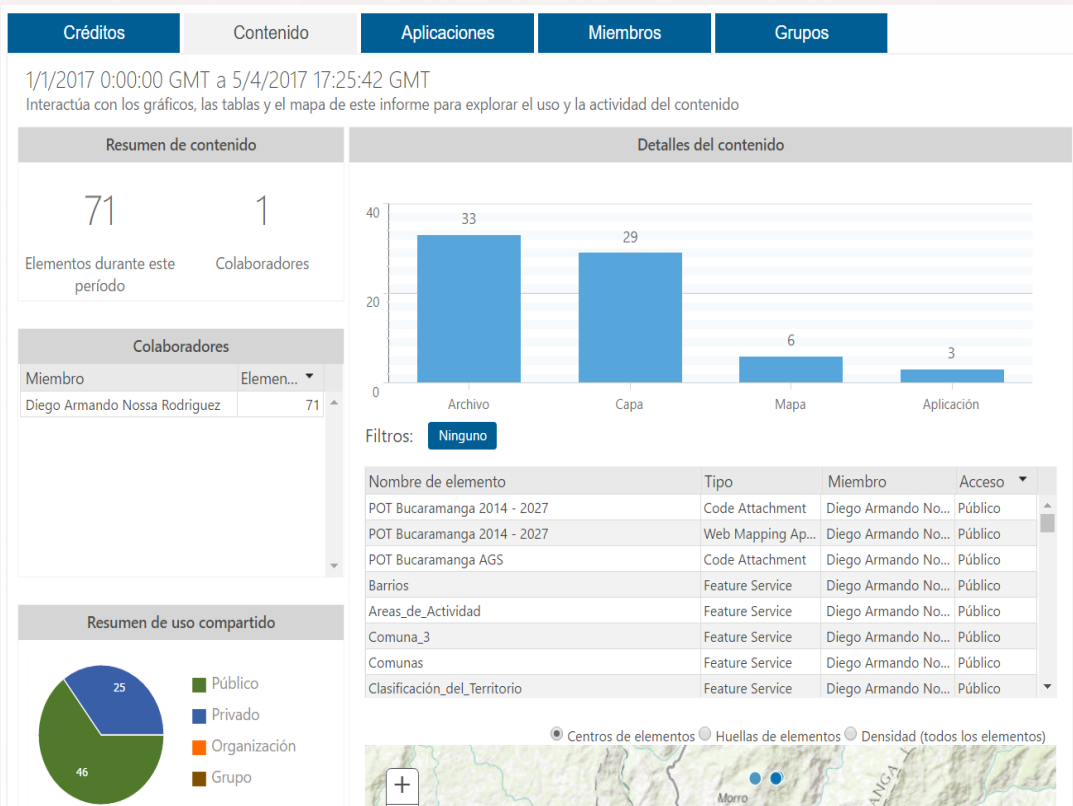 Créditos
Contenido
Aplicaciones
Miembros
Grupos
1/1/2017 0:00:00 GMT a 5/4/2017 17:25:42 GMT
Interactúa con los gráficos, las tablas y el mapa de este informe para explorar el uso y la actividad del contenido
Resumen de contenido
71
1
Elementos durante este
período
Colaboradores
Colaboradores
Miembro Elemen...
Diego Armando Nossa Rodriguez 71
Resumen de uso compartido
25
46
Público
Privado
Organización
Grupo
Detalles del contenido
40
20
0
33
29
6
3
Archivo
Capa
Mapa
Aplicación
Filtros: Ninguno
Nombre de elemento Tipo Miembro Acceso
POT Bucaramanga 2014 - 2027 Code Attachment Diego Armando No... Público
POT Bucaramanga 2014 - 2027 Web Mapping Ap... Diego Armando No... Público
POT Bucaramanga AGS Code Attachment Diego Armando No... Público
Barrios Feature Service Diego Armando No... Público
Areas_de_Actividad Feature Service Diego Armando No... Público
Comuna_3 Feature Service Diego Armando No... Público
Comunas Feature Service Diego Armando No... Público
Clasificación_del_Territorio Feature Service Diego Armando No... Público
Centros de elementos Huellas de elementos Densidad (todos los elementos)
+
Morro
ANGA